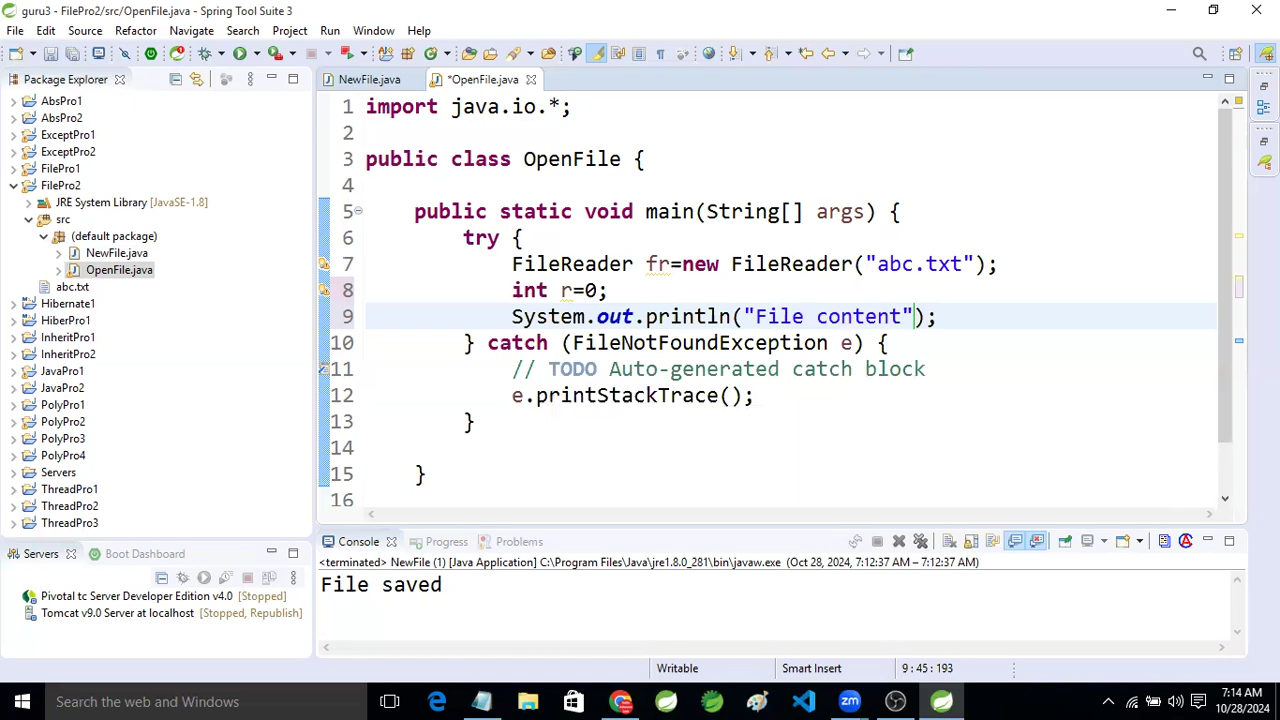 guru3 - FilePro2/src/OpenFile.java - Spring Tool Suite 3
File Edit Source Refactor Navigate Search Project Run Window Help
Package Explorer
NewFile.java *OpenFile.java
AbsPro1
AbsPro2
ExceptPro1
ExceptPro2
FilePro1
FilePro2
JRE System Library [JavaSE-1.8]
src
(default package)
NewFile.java
OpenFile.java
abc.txt
Hibernate1
HiberPro1
InheritPro1
InheritPro2
JavaPro1
JavaPro2
PolyPro1
PolyPro2
PolyPro3
PolyPro4
Servers
ThreadPro1
ThreadPro2
ThreadPro3
1 import java.io.*;
2
3 public class OpenFile {
4
5 public static void main(String[] args) {
6 try {
7 FileReader fr=new FileReader("abc.txt");
8 int r=0;
9 System.out.println("File content");
10 } catch (FileNotFoundException e) {
11 // TODO Auto-generated catch block
12 e.printStackTrace();
13 }
14
15 }
16
Servers Boot Dashboard
Pivotal tc Server Developer Edition v4.0 [Stopped]
Tomcat v9.0 Server at localhost [Stopped, Republish]
Console Progress Problems
<terminated> NewFile (1) [Java Application] C:\Program Files\Java\jre1.8.0_281\bin\javaw.exe (Oct 28, 2024, 7:12:37 AM – 7:12:37 AM)
File saved
Writable Smart Insert 9 : 45 : 193
Search the web and Windows
7:14 AM
10/28/2024